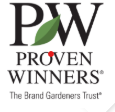 PW
PROVEN
WINNERS®
The Brand Gardeners Trust®